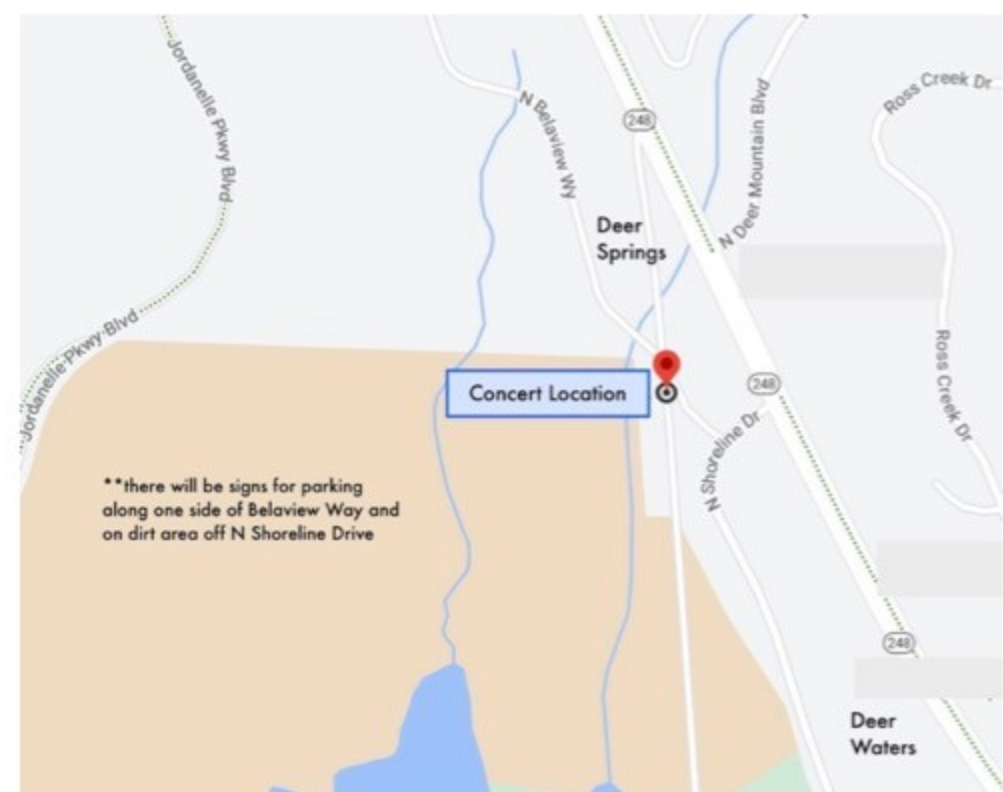 Jordanelle Pkwy Blvd
N Belaview Wy
248
N Deer Mountain Blvd
Ross Creek Dr
Deer
Springs
Jordanelle Pkwy Blvd
Concert Location
248
Ross Creek Dr
N Shoreline Dr
**there will be signs for parking
along one side of Belaview Way and
on dirt area off N Shoreline Drive
248
Deer
Waters